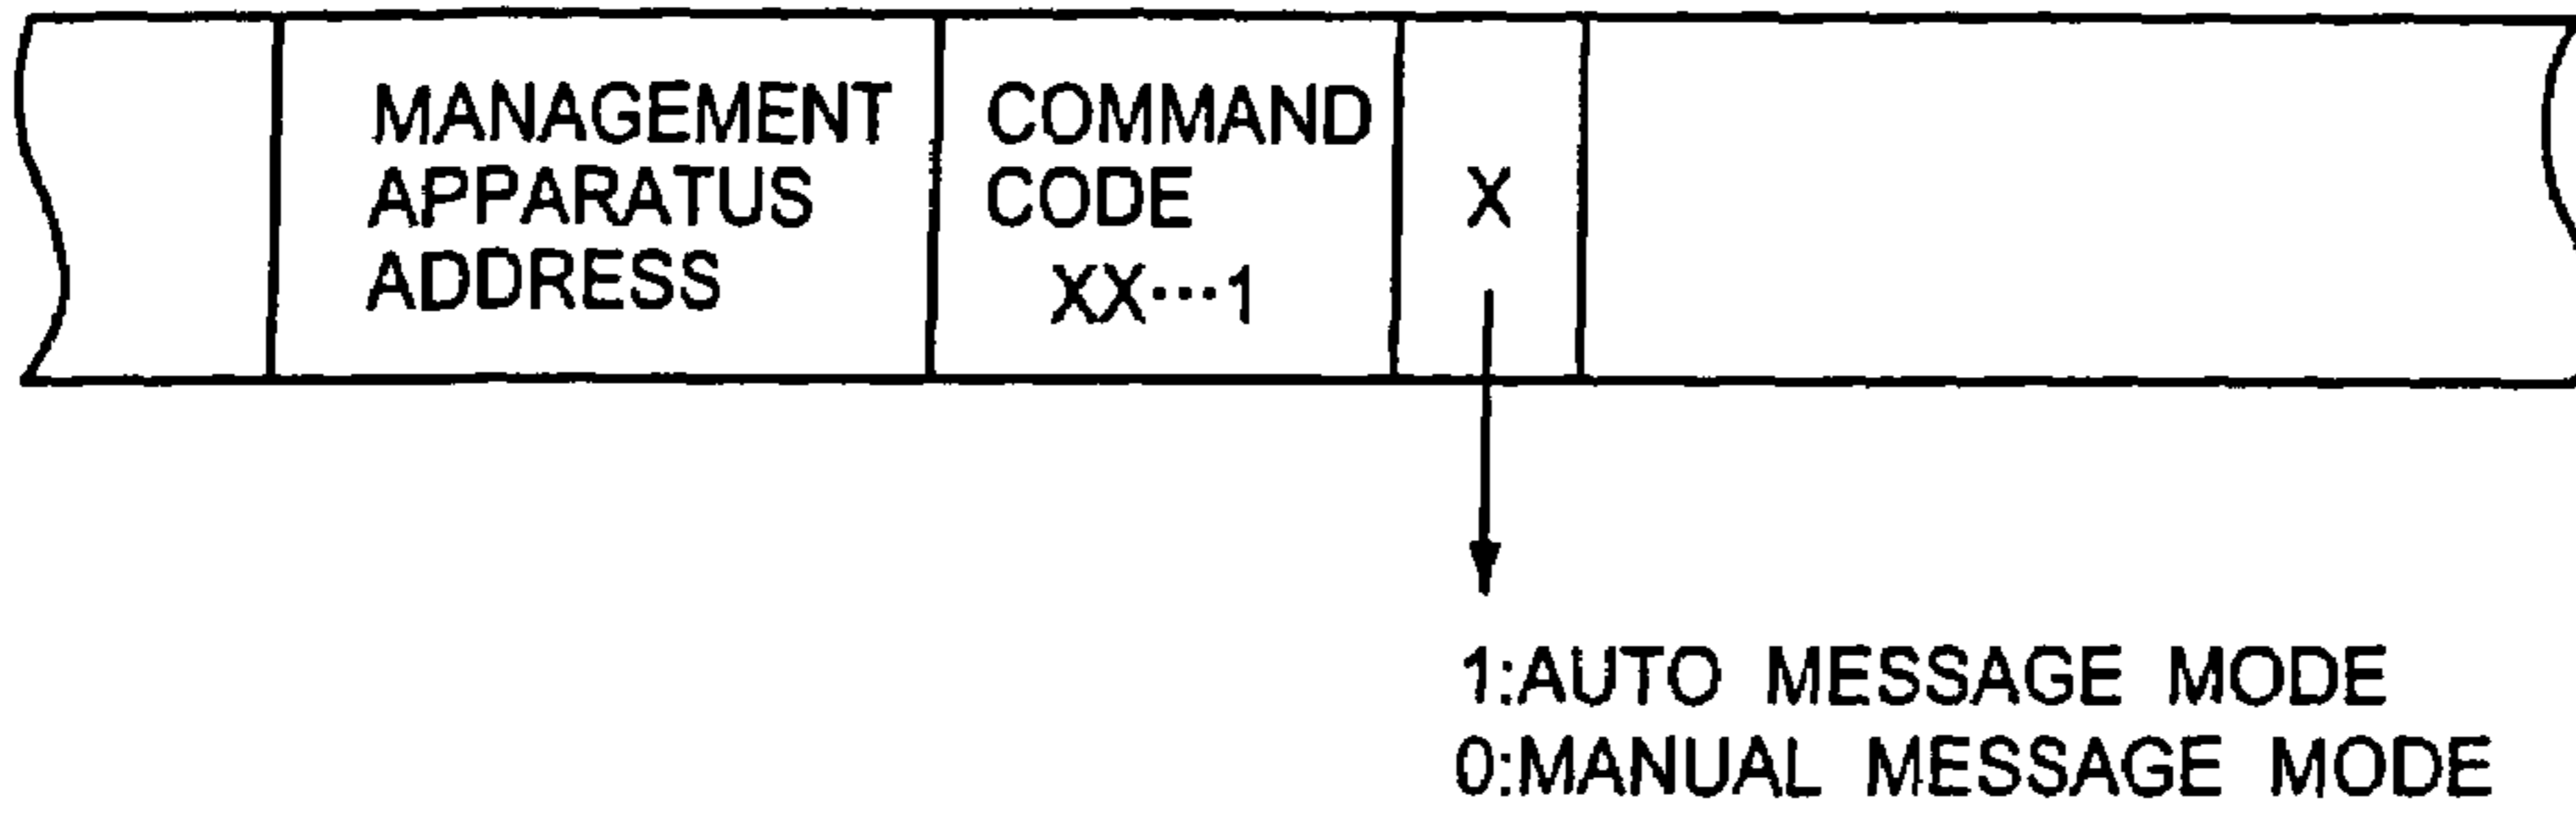 MANAGEMENT
APPARATUS
ADDRESS
COMMAND
CODE
XX···1
X
1:AUTO MESSAGE MODE
0:MANUAL MESSAGE MODE